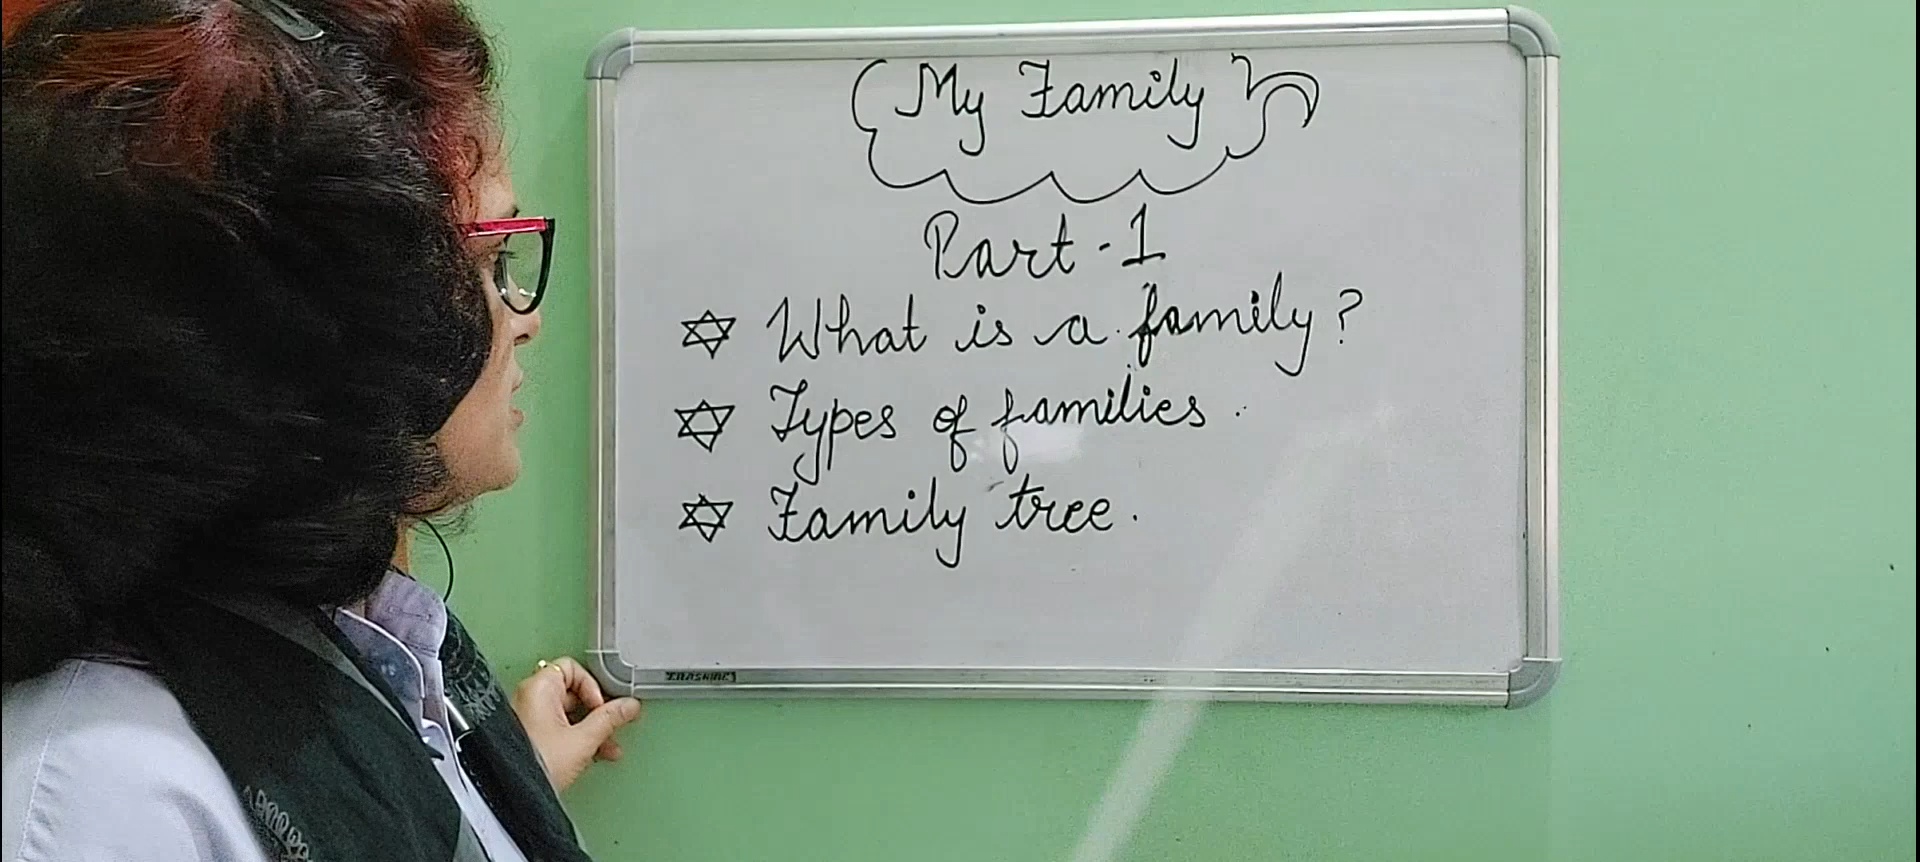 My Family
Part - 1
What is a family?
Types of families.
Family tree.